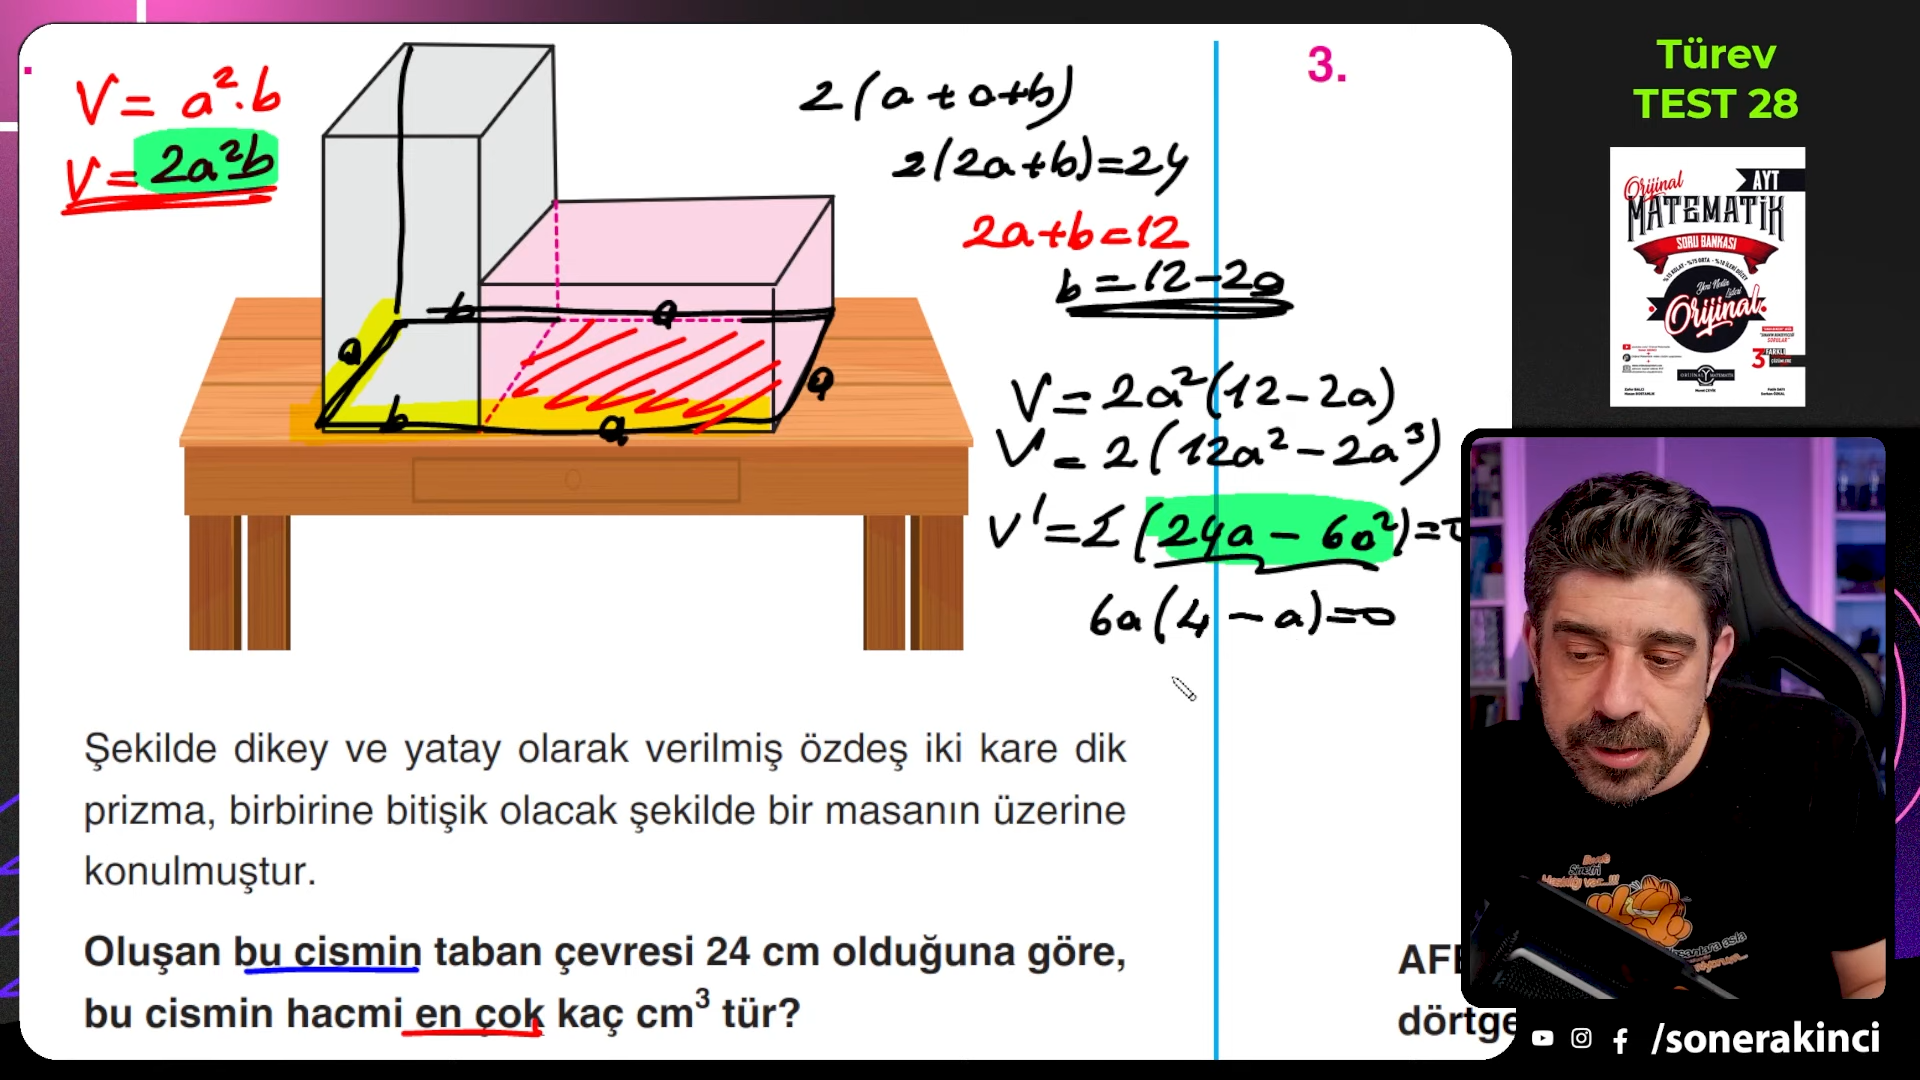 V = a².b
V = 2a²b
b
a
a
a
b
a
2(a+a+b)
2(2a+b)=24
2a+b=12
b=12-2a
V=2a²(12-2a)
V=2(12a²-2a³)
V'=2(24a-6a²)=0
6a(4-a)=0
Şekilde dikey ve yatay olarak verilmiş özdeş iki kare dik
prizma, birbirine bitişik olacak şekilde bir masanın üzerine
konulmuştur.
Oluşan bu cismin taban çevresi 24 cm olduğuna göre,
bu cismin hacmi en çok kaç cm³ tür?
3.
dörtge
Türev
TEST 28
Orijinal
AYT
MATEMATİK
SORU BANKASI
Orijinal
3 FARKLI
/sonerakinci